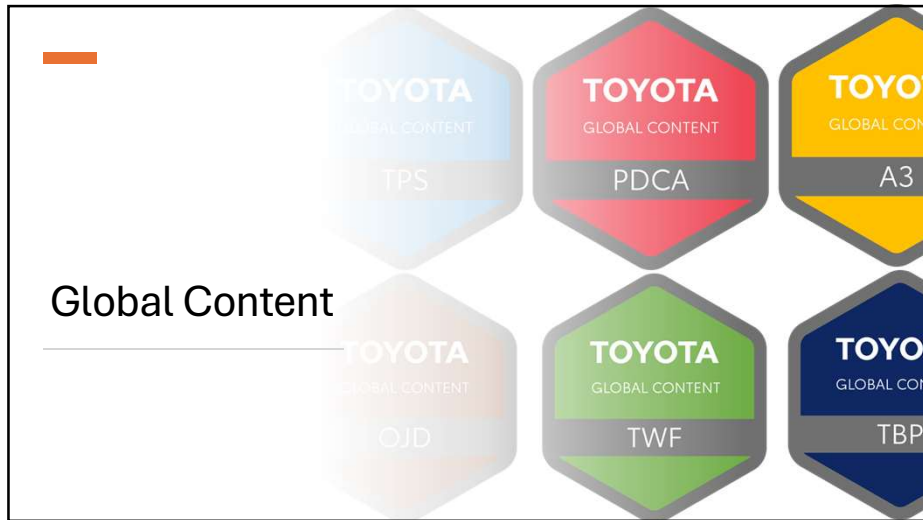 TOYOTA
GLOBAL CONTENT
TPS
TOYOTA
GLOBAL CONTENT
PDCA
TOYO
GLOBAL CON
A3
Global Content
TOYOTA
GLOBAL CONTENT
OJD
TOYOTA
GLOBAL CONTENT
TWF
TOYO
GLOBAL CON
TBP